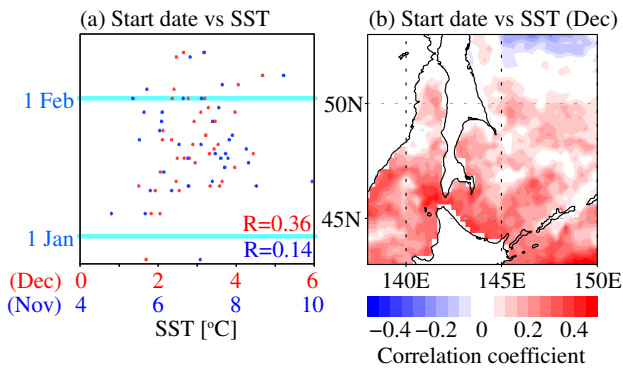 (a) Start date vs SST
1 Feb
1 Jan
R=0.36
R=0.14
(Dec) 0 2 4 6
(Nov) 4 6 8 10
SST [°C]
(b) Start date vs SST (Dec)
50N
45N
140E 145E 150E
−0.4 −0.2 0 0.2 0.4
Correlation coefficient